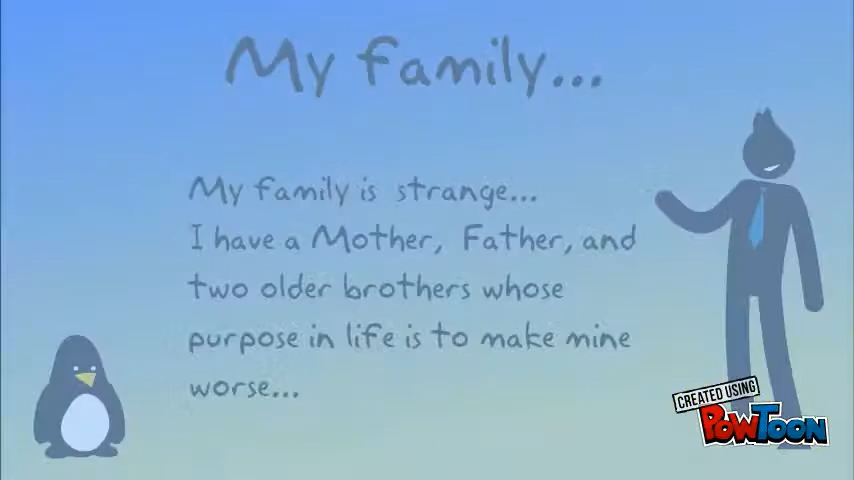 My family...
My family is strange...
I have a Mother, Father, and
two older brothers whose
purpose in life is to make mine
worse...
CREATED USING
POWTOON